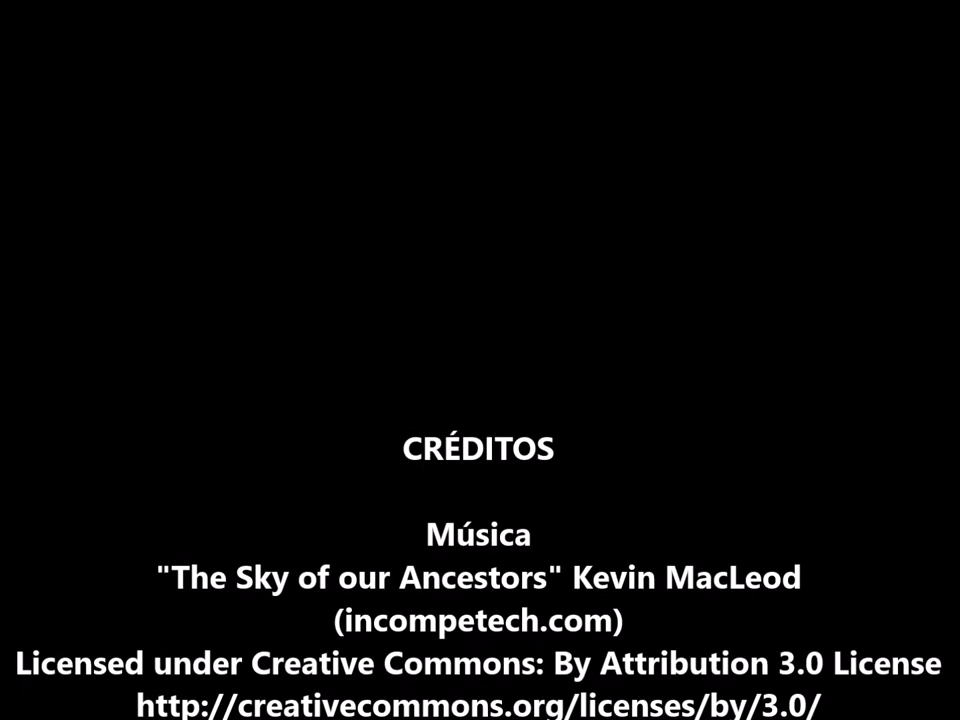 CRÉDITOS
Música
"The Sky of our Ancestors" Kevin MacLeod
(incompetech.com)
Licensed under Creative Commons: By Attribution 3.0 License
http://creativecommons.org/licenses/by/3.0/